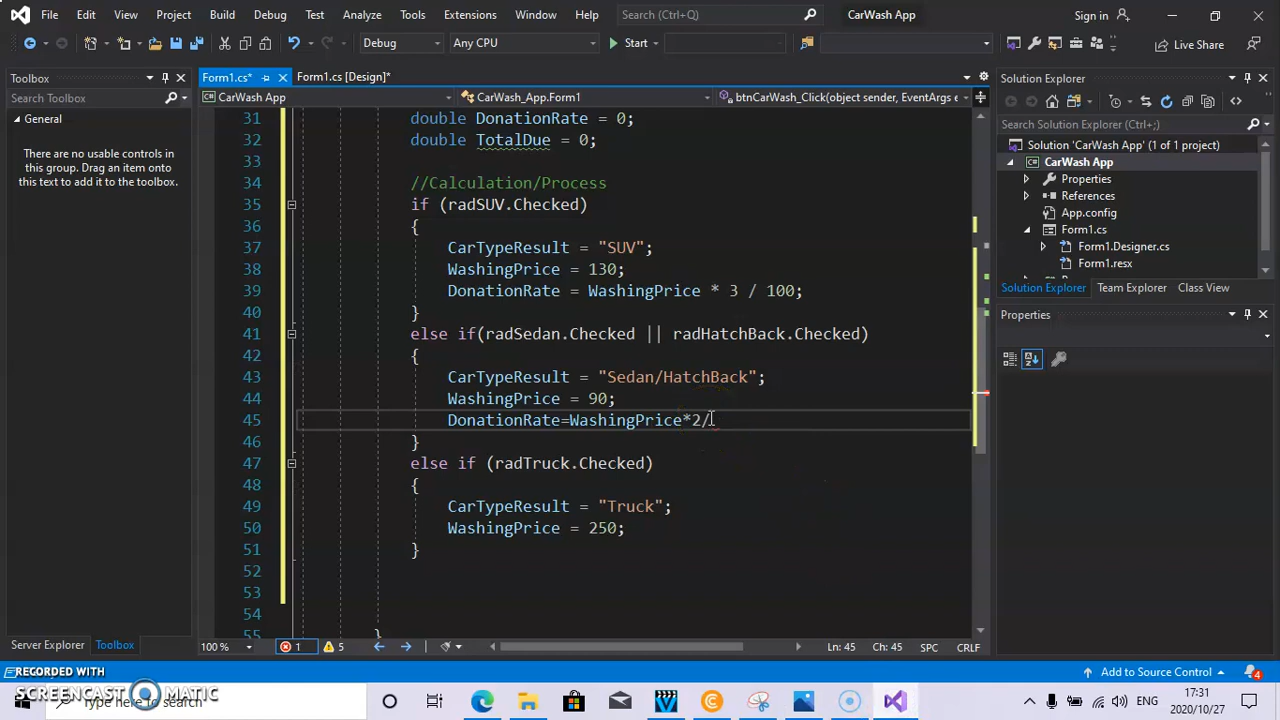 File Edit View Project Build Debug Test Analyze Tools Extensions Window Help Search (Ctrl+Q) CarWash App Sign in
Debug Any CPU Start Live Share
Toolbox
Search Toolbox
General
There are no usable controls in
this group. Drag an item onto
this text to add it to the toolbox.
Server Explorer Toolbox
Form1.cs* Form1.cs [Design]*
CarWash App CarWash_App.Form1 btnCarWash_Click(object sender, EventArgs e
31 double DonationRate = 0;
32 double TotalDue = 0;
33
34 //Calculation/Process
35 if (radSUV.Checked)
36 {
37 CarTypeResult = "SUV";
38 WashingPrice = 130;
39 DonationRate = WashingPrice * 3 / 100;
40 }
41 else if(radSedan.Checked || radHatchBack.Checked)
42 {
43 CarTypeResult = "Sedan/HatchBack";
44 WashingPrice = 90;
45 DonationRate=WashingPrice*2/
46 }
47 else if (radTruck.Checked)
48 {
49 CarTypeResult = "Truck";
50 WashingPrice = 250;
51 }
52
53
54
55 }
100 % 1 5 Ln: 45 Ch: 45 SPC CRLF
Solution Explorer
Search Solution Explorer (Ctrl+;)
Solution 'CarWash App' (1 of 1 project)
CarWash App
Properties
References
App.config
Form1.cs
Form1.Designer.cs
Form1.resx
Solution Explorer Team Explorer Class View
Properties
Add to Source Control 4
RECORDED WITH
SCREENCAST MATIC
Type here to search
ENG 17:31
2020/10/27